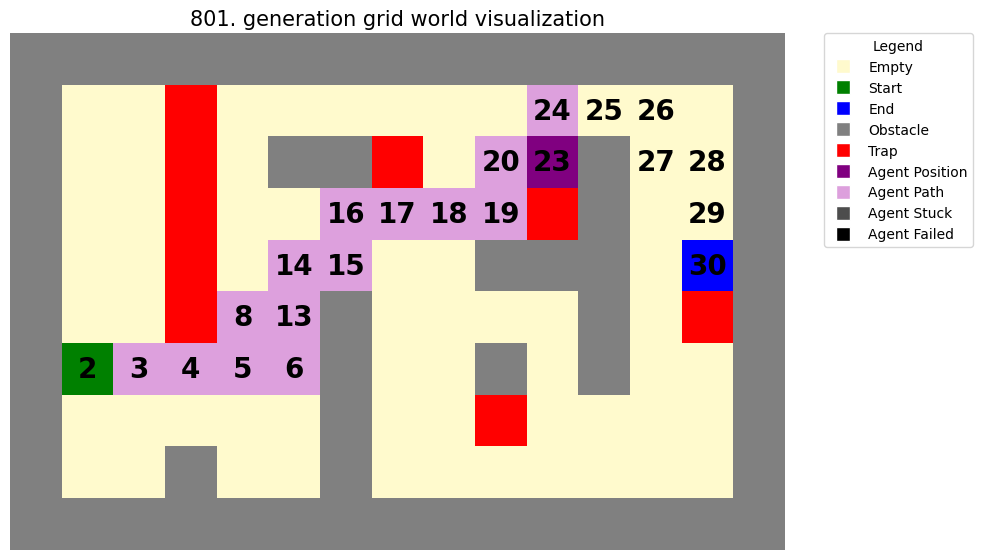 801. generation grid world visualization
24 25 26
20 23 27 28
16 17 18 19 29
14 15 30
8 13
2 3 4 5 6
Legend
Empty
Start
End
Obstacle
Trap
Agent Position
Agent Path
Agent Stuck
Agent Failed